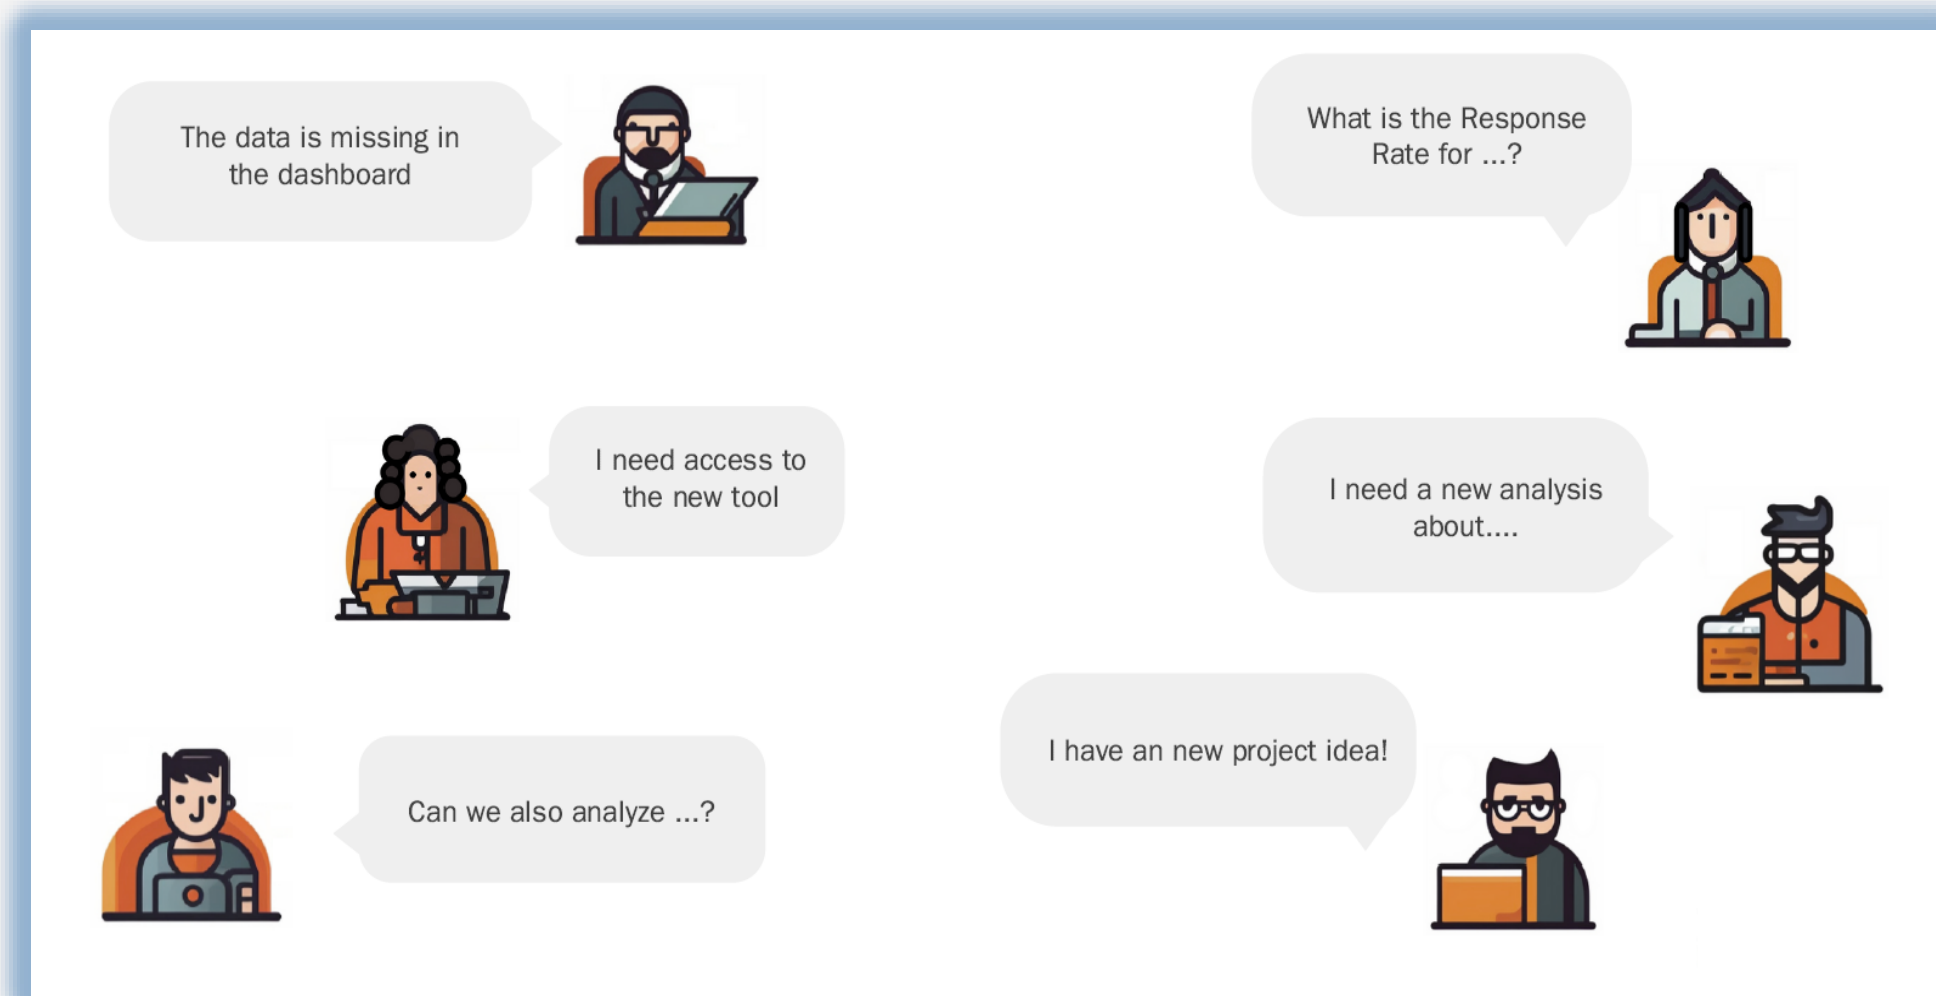 The data is missing in
the dashboard
What is the Response
Rate for ...?
I need access to
the new tool
I need a new analysis
about....
I have an new project idea!
Can we also analyze ...?